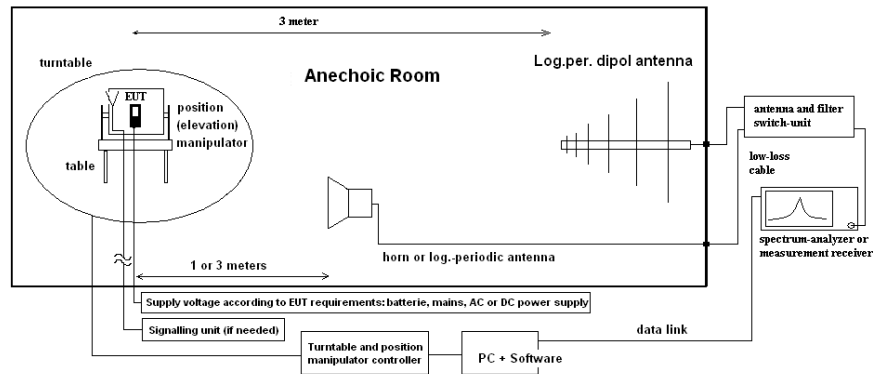 3 meter
turntable
Anechoic Room
Log.per. dipol antenna
EUT
position
(elevation)
manipulator
table
antenna and filter
switch-unit
low-loss
cable
spectrum-analyzer or
measurement receiver
horn or log.-periodic antenna
1 or 3 meters
Supply voltage according to EUT requirements: batterie, mains, AC or DC power supply
Signalling unit (if needed)
Turntable and position
manipulator controller
PC + Software
data link